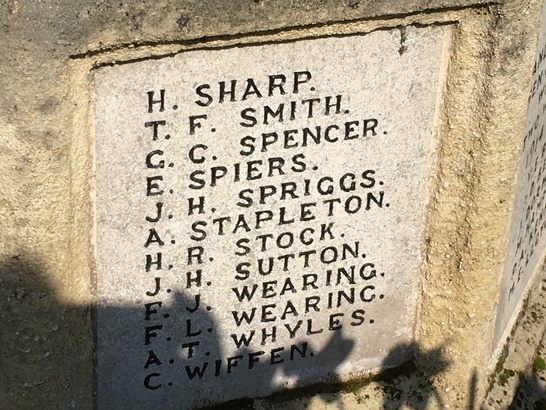 H. SHARP.
T. F. SMITH.
G. C. SPENCER.
E. SPIERS.
J. H. SPRIGGS.
A. STAPLETON.
H. R. STOCK.
J. H. SUTTON.
F. J. WEARING.
F. L. WEARING.
A. T. WHYLES.
C. WIFFEN.